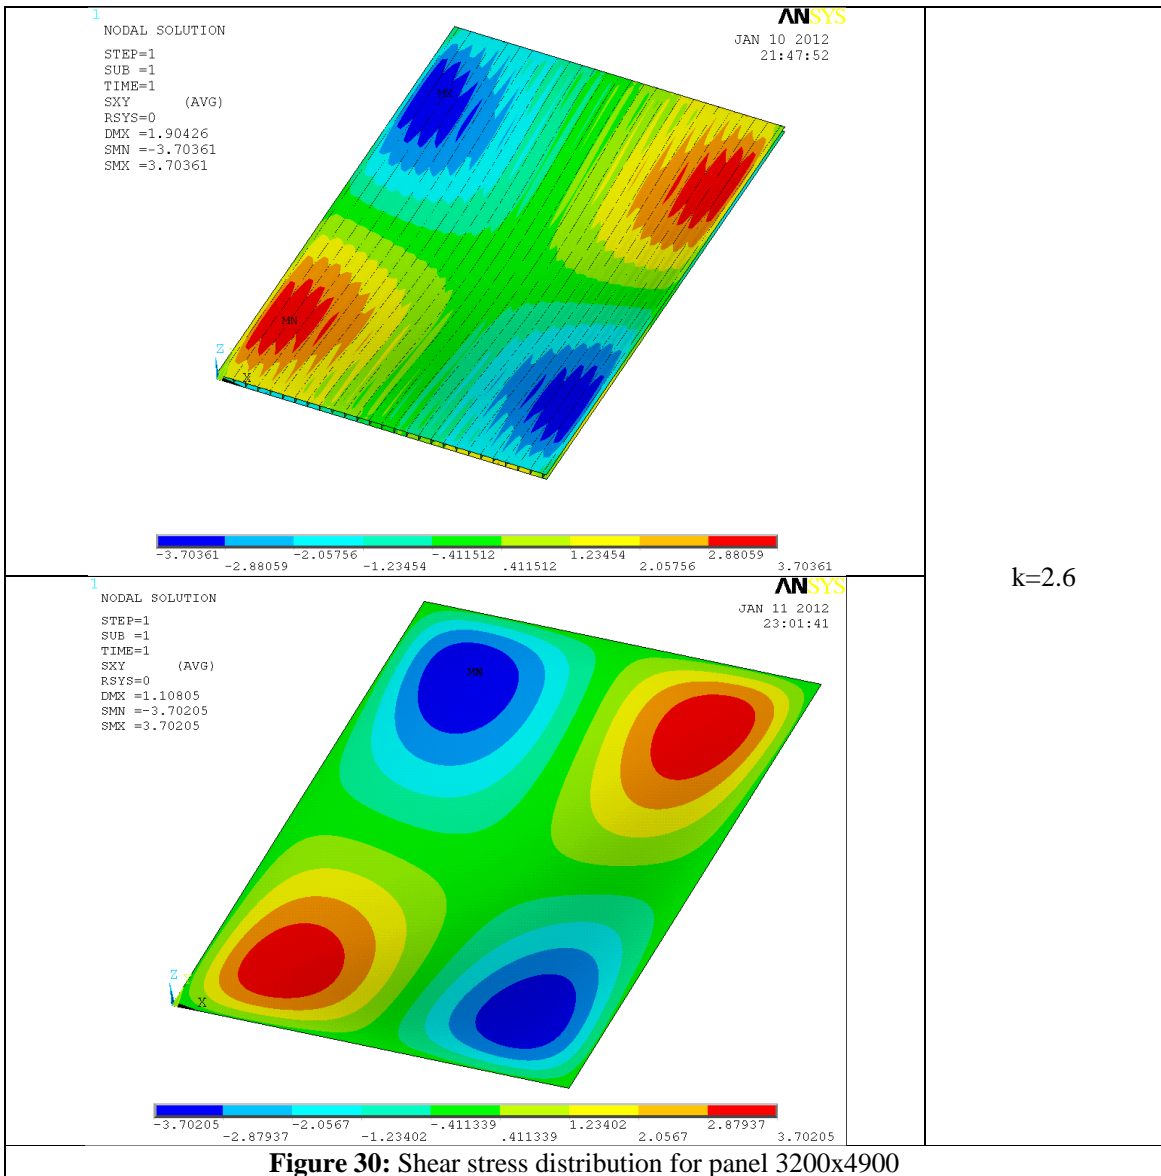 1
ANSYS
NODAL SOLUTION
JAN 10 2012
21:47:52
STEP=1
SUB =1
TIME=1
SXY (AVG)
RSYS=0
DMX =1.90426
SMN =-3.70361
SMX =3.70361
MX
MN
Z
X
-3.70361 -2.05756 -.411512 1.23454 2.88059
-2.88059 -1.23454 .411512 2.05756 3.70361
k=2.6
1
ANSYS
NODAL SOLUTION
JAN 11 2012
23:01:41
STEP=1
SUB =1
TIME=1
SXY (AVG)
RSYS=0
DMX =1.10805
SMN =-3.70205
SMX =3.70205
MN
Z
X
-3.70205 -2.0567 -.411339 1.23402 2.87937
-2.87937 -1.23402 .411339 2.0567 3.70205
Figure 30: Shear stress distribution for panel 3200x4900